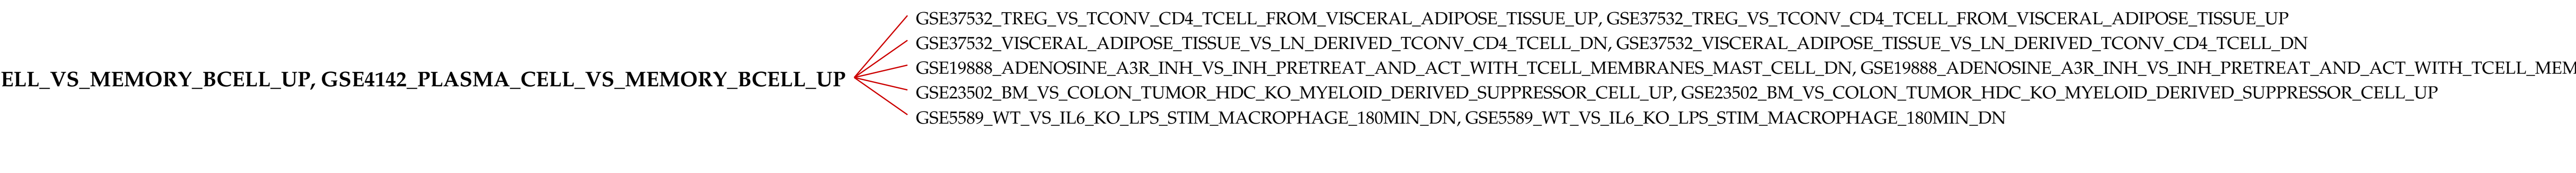 GSE37532_TREG_VS_TCONV_CD4_TCELL_FROM_VISCERAL_ADIPOSE_TISSUE_UP, GSE37532_TREG_VS_TCONV_CD4_TCELL_FROM_VISCERAL_ADIPOSE_TISSUE_UP
GSE37532_VISCERAL_ADIPOSE_TISSUE_VS_LN_DERIVED_TCONV_CD4_TCELL_DN, GSE37532_VISCERAL_ADIPOSE_TISSUE_VS_LN_DERIVED_TCONV_CD4_TCELL_DN
GSE19888_ADENOSINE_A3R_INH_VS_INH_PRETREAT_AND_ACT_WITH_TCELL_MEMBRANES_MAST_CELL_DN, GSE19888_ADENOSINE_A3R_INH_VS_INH_PRETREAT_AND_ACT_WITH_TCELL_MEM
ELL_VS_MEMORY_BCELL_UP, GSE4142_PLASMA_CELL_VS_MEMORY_BCELL_UP
GSE23502_BM_VS_COLON_TUMOR_HDC_KO_MYELOID_DERIVED_SUPPRESSOR_CELL_UP, GSE23502_BM_VS_COLON_TUMOR_HDC_KO_MYELOID_DERIVED_SUPPRESSOR_CELL_UP
GSE5589_WT_VS_IL6_KO_LPS_STIM_MACROPHAGE_180MIN_DN, GSE5589_WT_VS_IL6_KO_LPS_STIM_MACROPHAGE_180MIN_DN